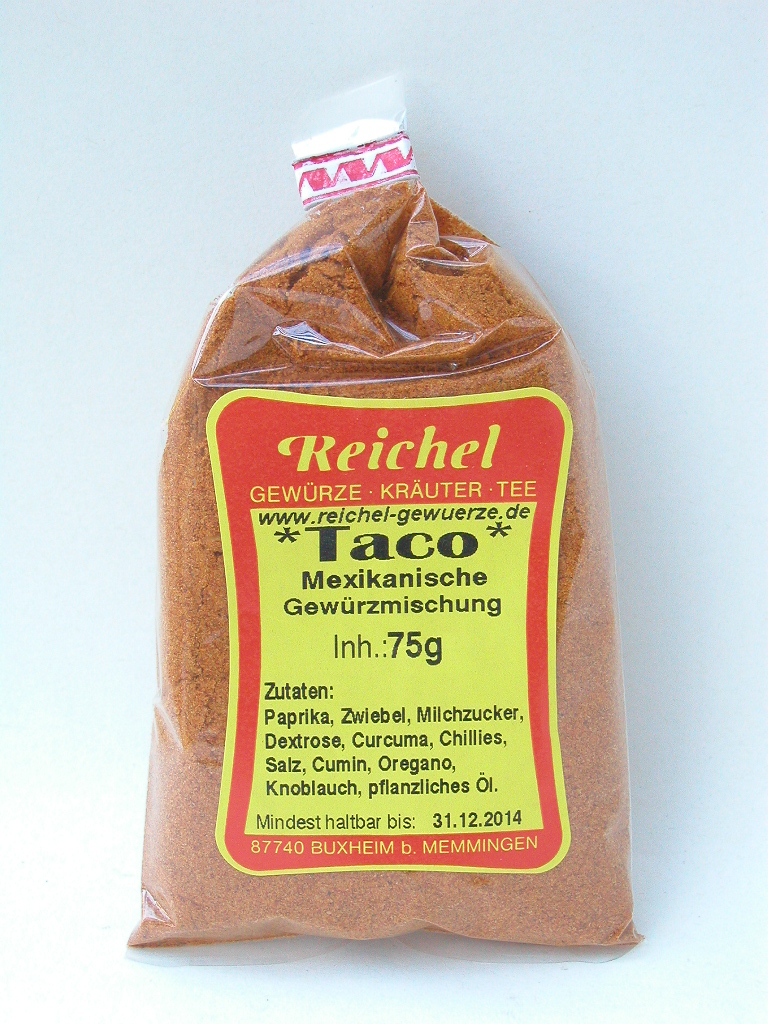 Reichel
GEWÜRZE · KRÄUTER · TEE
www.reichel-gewuerze.de
*Taco*
Mexikanische
Gewürzmischung
Inh.:75g
Zutaten:
Paprika, Zwiebel, Milchzucker,
Dextrose, Curcuma, Chillies,
Salz, Cumin, Oregano,
Knoblauch, pflanzliches Öl.
Mindest haltbar bis: 31.12.2014
87740 BUXHEIM b. MEMMINGEN